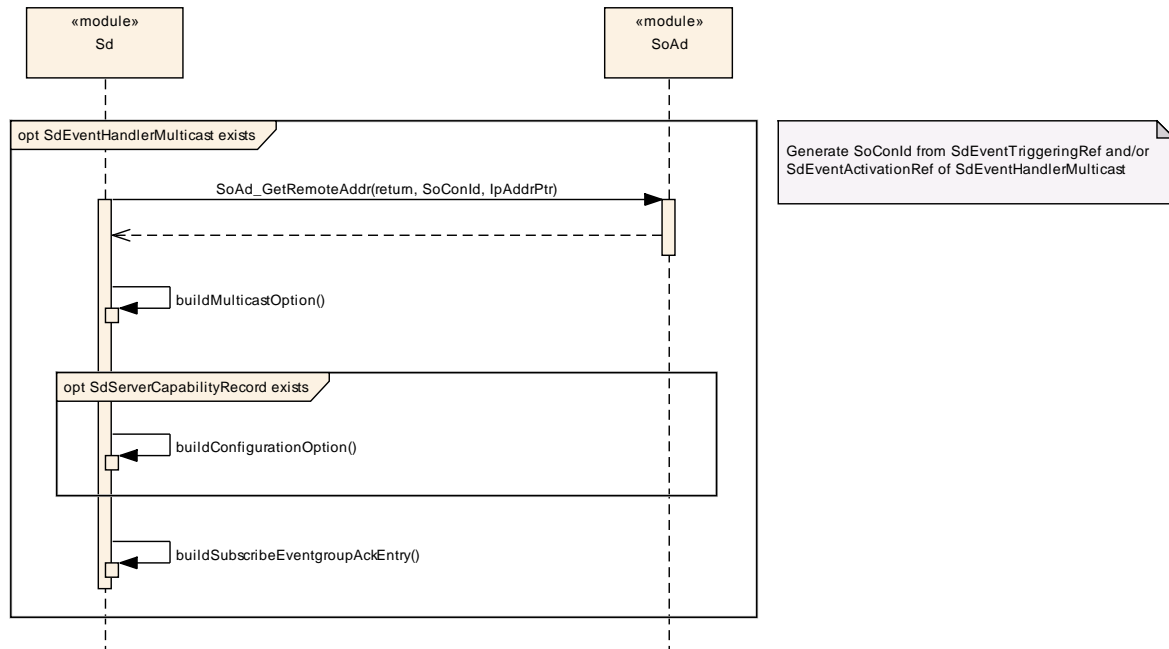 «module»
Sd
«module»
SoAd
opt SdEventHandlerMulticast exists
Generate SoConId from SdEventTriggeringRef and/or
SdEventActivationRef of SdEventHandlerMulticast
SoAd_GetRemoteAddr(return, SoConId, IpAddrPtr)
buildMulticastOption()
opt SdServerCapabilityRecord exists
buildConfigurationOption()
buildSubscribeEventgroupAckEntry()